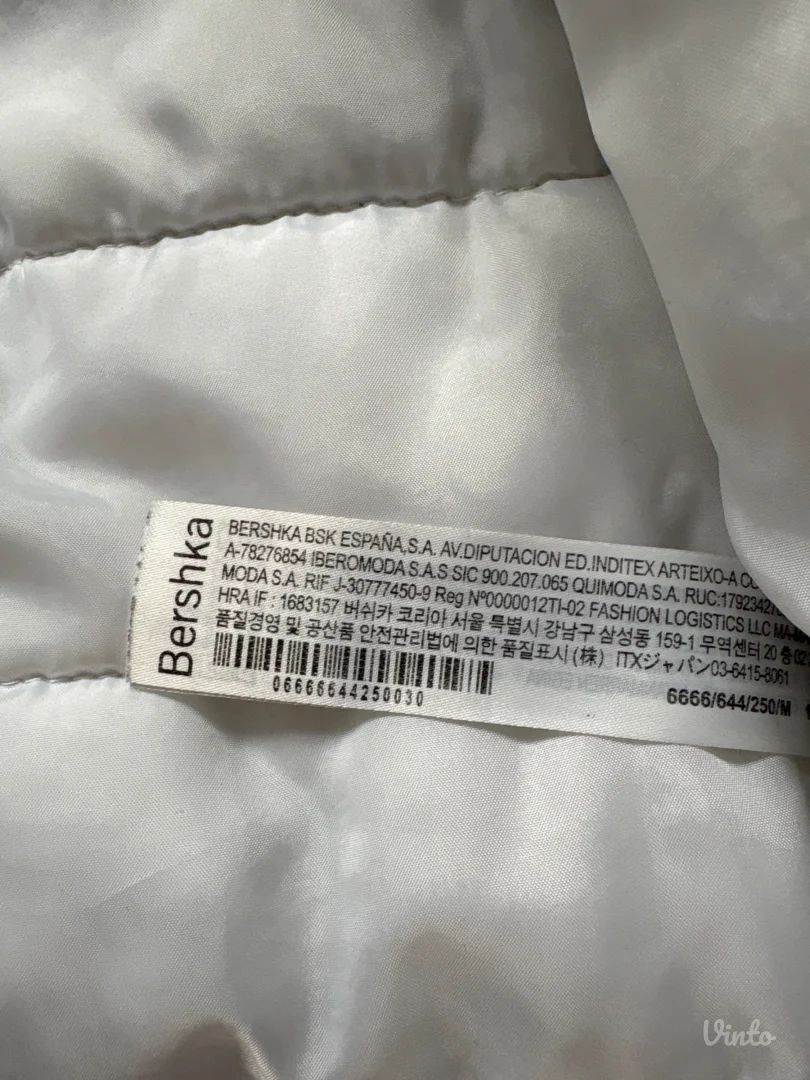 Bershka
BERSHKA BSK ESPAÑA,S.A. AV.DIPUTACION ED.INDITEX ARTEIXO-A
A-78276854 IBEROMODA S.A.S SIC 900.207.065 QUIMODA S.A. RUC:
MODA S.A. RIF J-30777450-9 Reg Nº0000012TI-02 FASHION LOGISTICS LLC
HRA IF : 1683157 버쉬카 코리아 서울 특별시 강남구 삼성동 159-1 무역센터 20 층
품질경영 및 공산품 안전관리법에 의한 품질표시 (株) ITXジャパン03-6415-8061
06666644250030
6666/644/250/M
Vinto